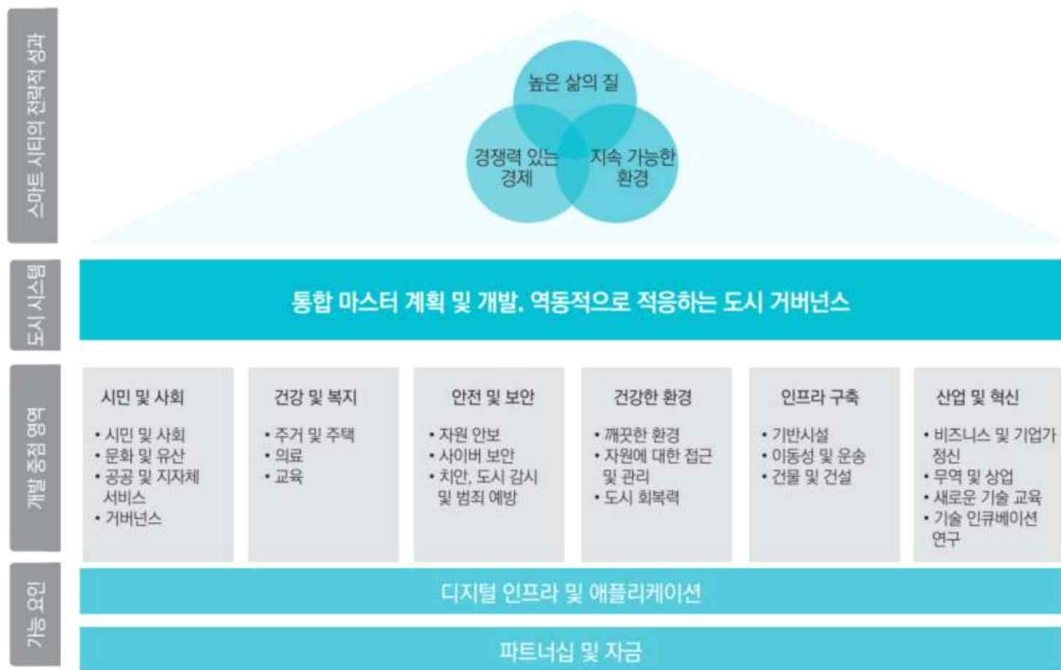 스마트 시티의 전략적 성과
높은 삶의 질
경쟁력 있는
경제
지속 가능한
환경
도시 시스템
통합 마스터 계획 및 개발. 역동적으로 적응하는 도시 거버넌스
개발 중점 영역
시민 및 사회
• 시민 및 사회
• 문화 및 유산
• 공공 및 지자체
서비스
• 거버넌스
건강 및 복지
• 주거 및 주택
• 의료
• 교육
안전 및 보안
• 자원 안보
• 사이버 보안
• 치안, 도시 감시
및 범죄 예방
건강한 환경
• 깨끗한 환경
• 자원에 대한 접근
및 관리
• 도시 회복력
인프라 구축
• 기반시설
• 이동성 및 운송
• 건물 및 건설
산업 및 혁신
• 비즈니스 및 기업가
정신
• 무역 및 상업
• 새로운 기술 교육
• 기술 인큐베이션
연구
가능 요인
디지털 인프라 및 애플리케이션
파트너십 및 자금